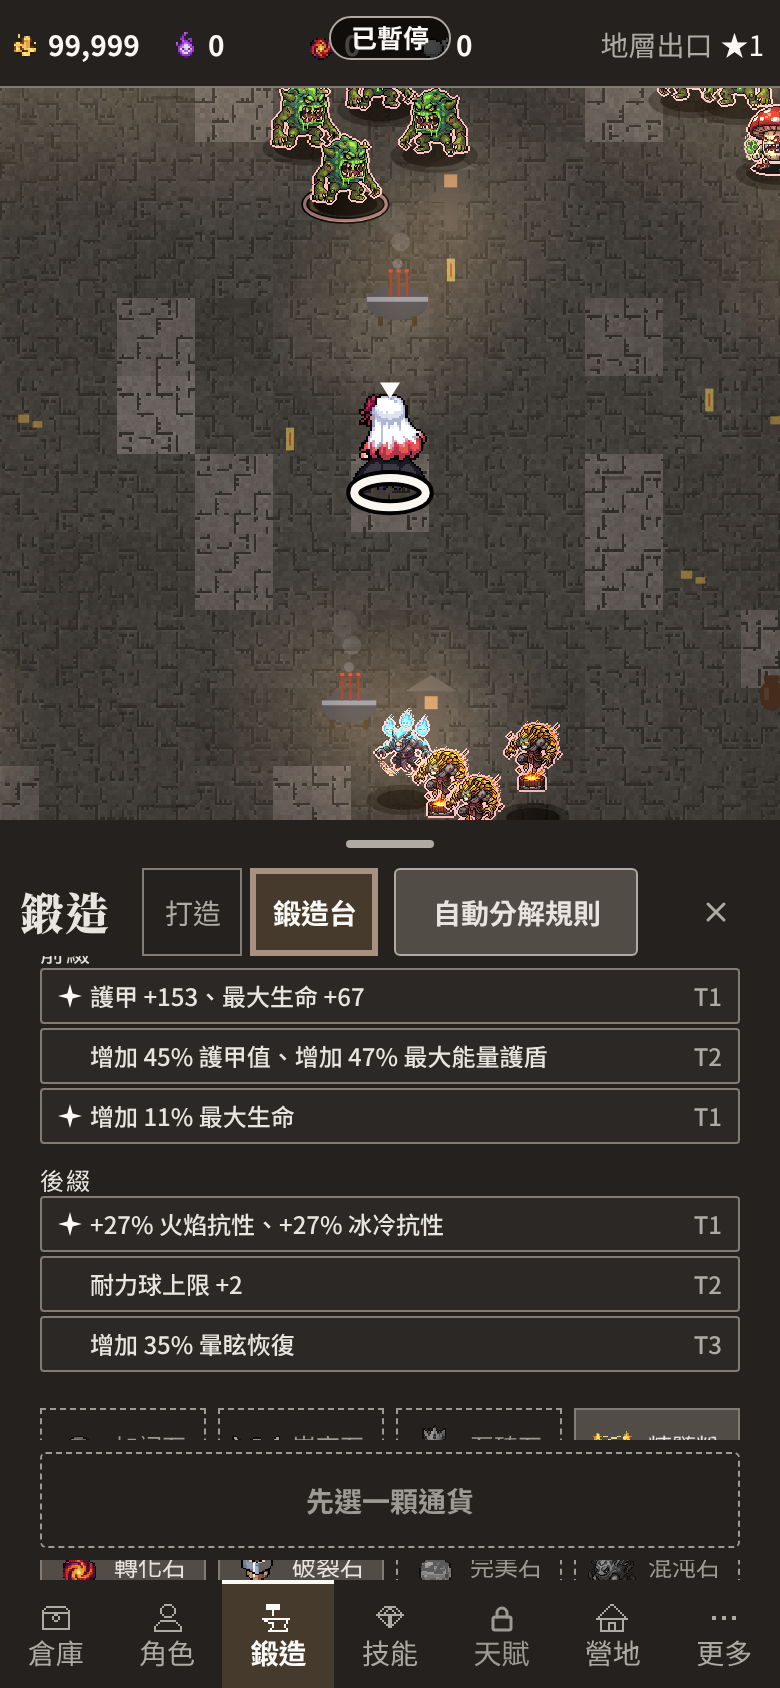 99,999
0
已暫停
0
地層出口 ★1
鍛造
打造
鍛造台
自動分解規則
前綴
護甲 +153、最大生命 +67 T1
增加 45% 護甲值、增加 47% 最大能量護盾 T2
增加 11% 最大生命 T1
後綴
+27% 火焰抗性、+27% 冰冷抗性 T1
耐力球上限 +2 T2
增加 35% 暈眩恢復 T3
先選一顆通貨
轉化石 破裂石 完美石 混沌石
倉庫 角色 鍛造 技能 天賦 營地 更多